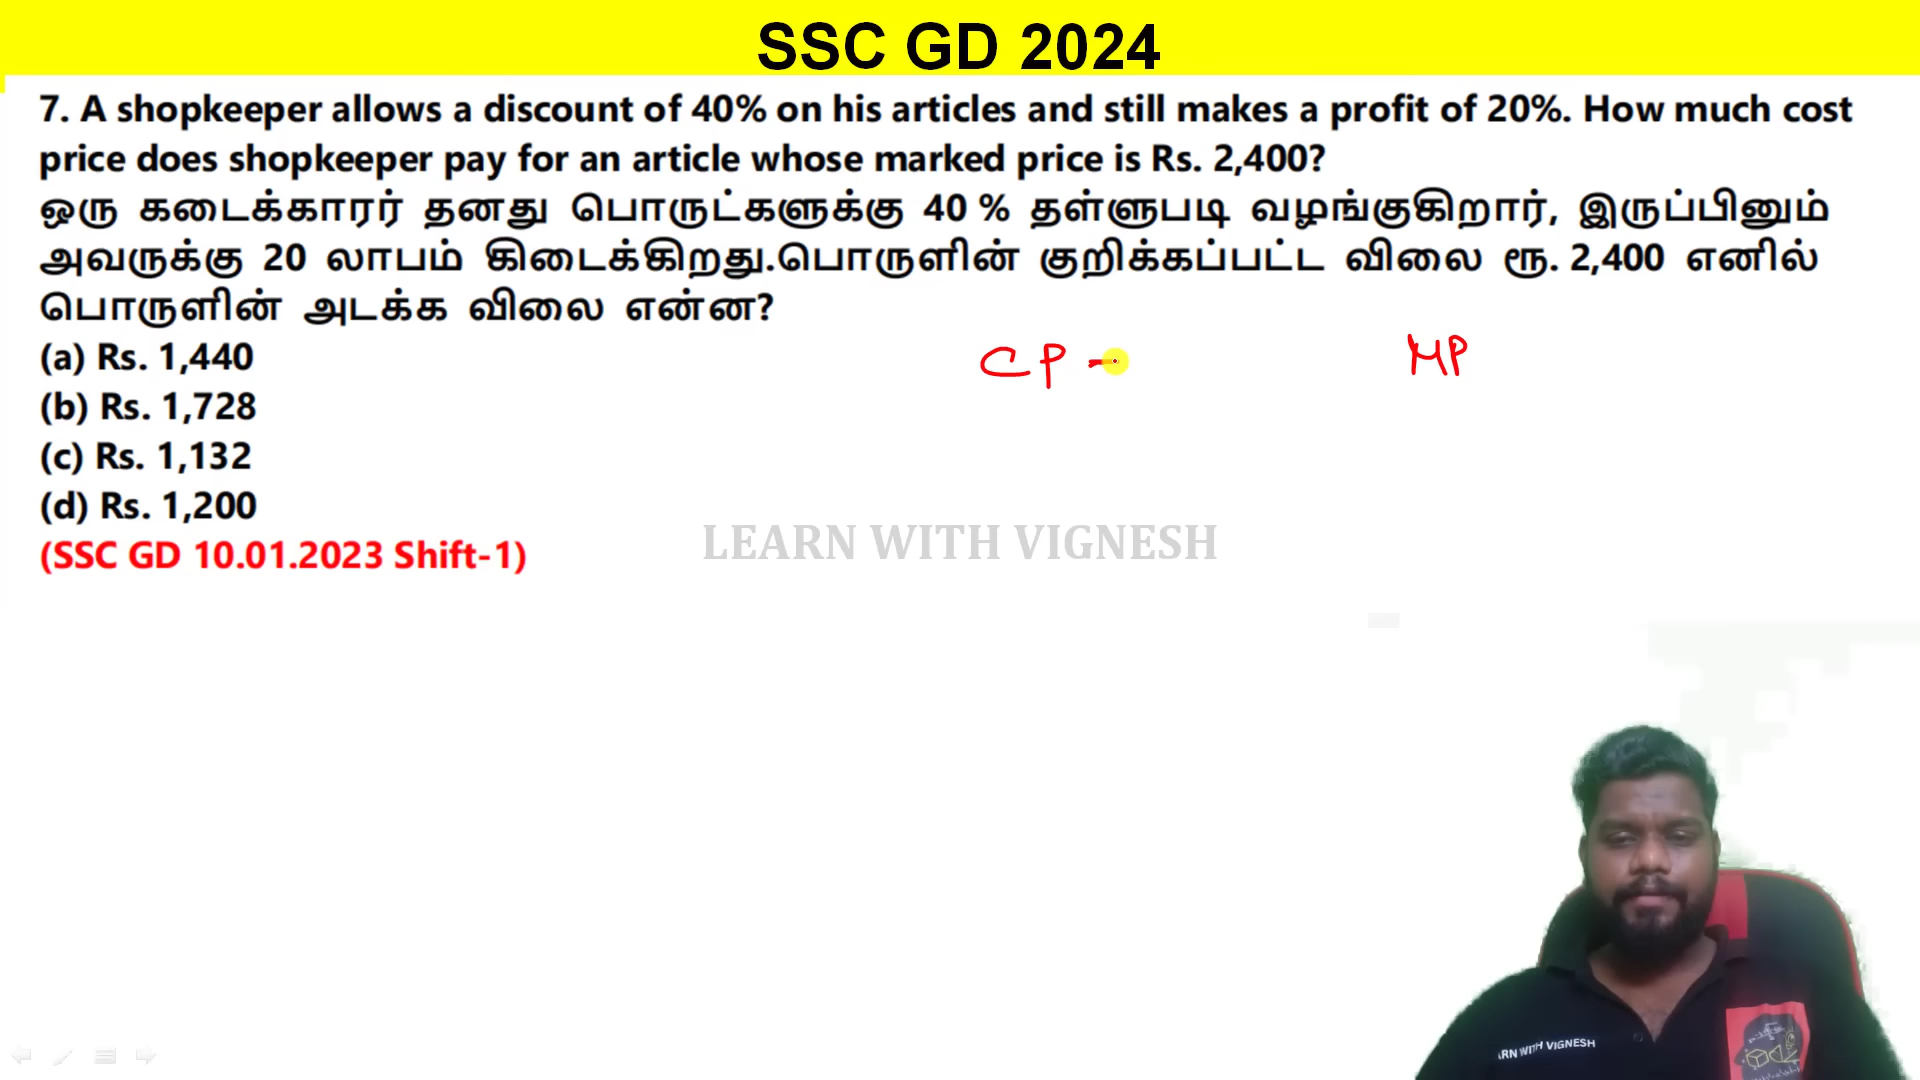 SSC GD 2024
7. A shopkeeper allows a discount of 40% on his articles and still makes a profit of 20%. How much cost
price does shopkeeper pay for an article whose marked price is Rs. 2,400?
ஒரு கடைக்காரர் தனது பொருட்களுக்கு 40 % தள்ளுபடி வழங்குகிறார், இருப்பினும்
அவருக்கு 20 லாபம் கிடைக்கிறது.பொருளின் குறிக்கப்பட்ட விலை ரூ. 2,400 எனில்
பொருளின் அடக்க விலை என்ன?
(a) Rs. 1,440
CP - MP
(b) Rs. 1,728
(c) Rs. 1,132
(d) Rs. 1,200
LEARN WITH VIGNESH
(SSC GD 10.01.2023 Shift-1)
ARN WITH VIGNESH